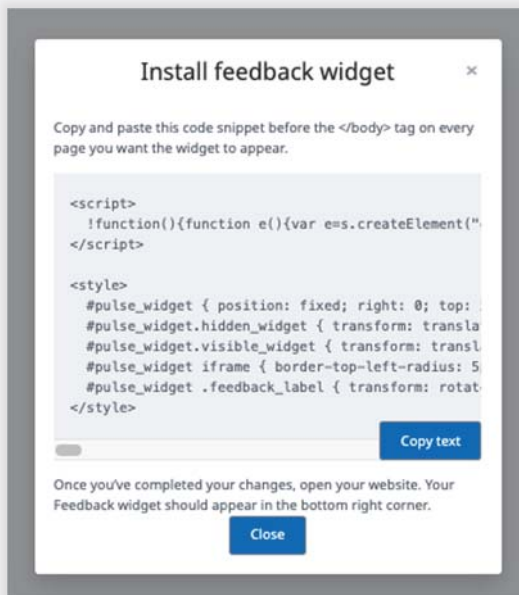 Install feedback widget ×
Copy and paste this code snippet before the </body> tag on every
page you want the widget to appear.
<script>
!function(){function e(){var e=s.createElement("
</script>
<style>
#pulse_widget { position: fixed; right: 0; top:
#pulse_widget.hidden_widget { transform: transla
#pulse_widget.visible_widget { transform: transl
#pulse_widget iframe { border-top-left-radius: 5
#pulse_widget .feedback_label { transform: rotat
</style>
Copy text
Once you've completed your changes, open your website. Your
Feedback widget should appear in the bottom right corner.
Close